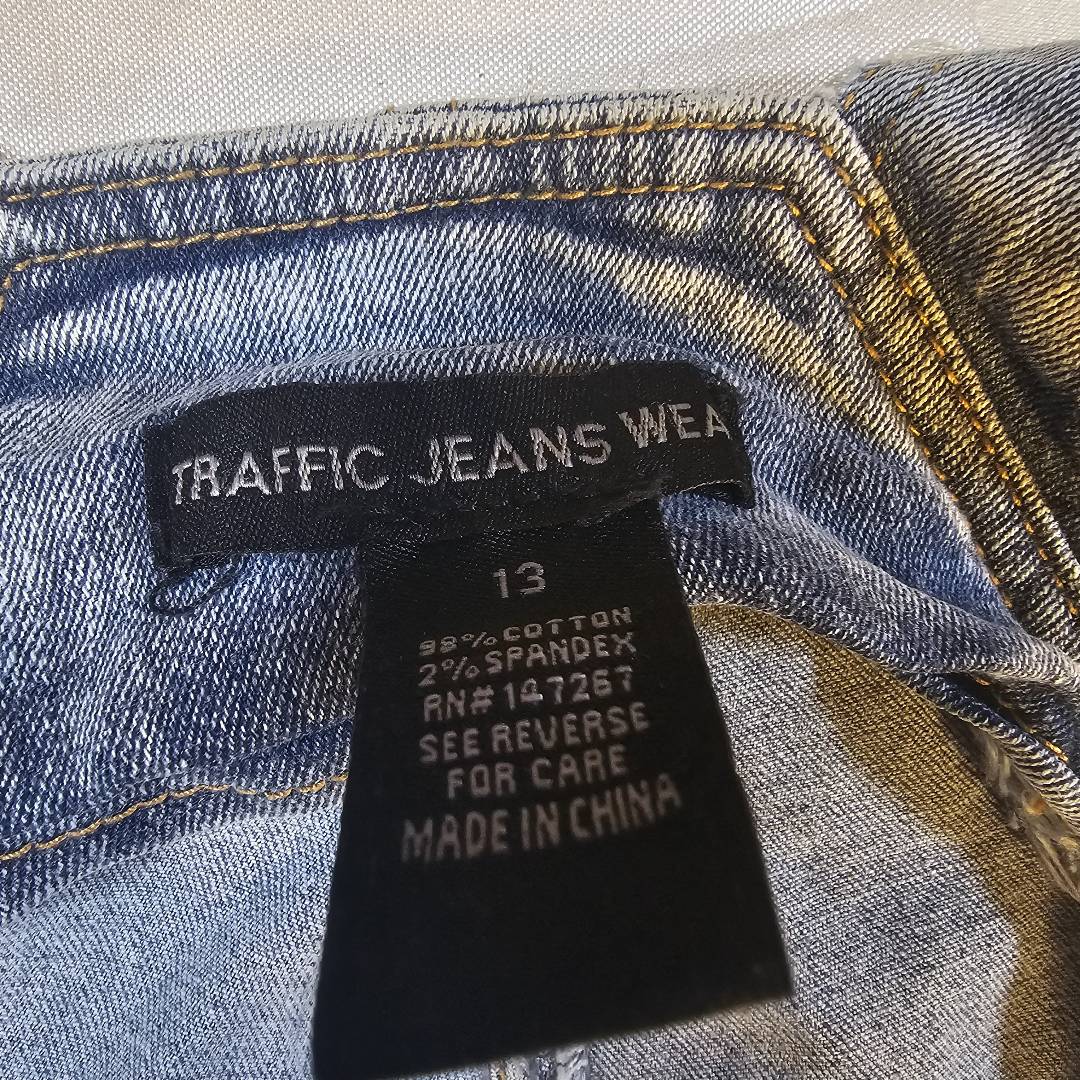 TRAFFIC JEANS WEA
13
98% COTTON
2% SPANDEX
RN# 147267
SEE REVERSE
FOR CARE
MADE IN CHINA